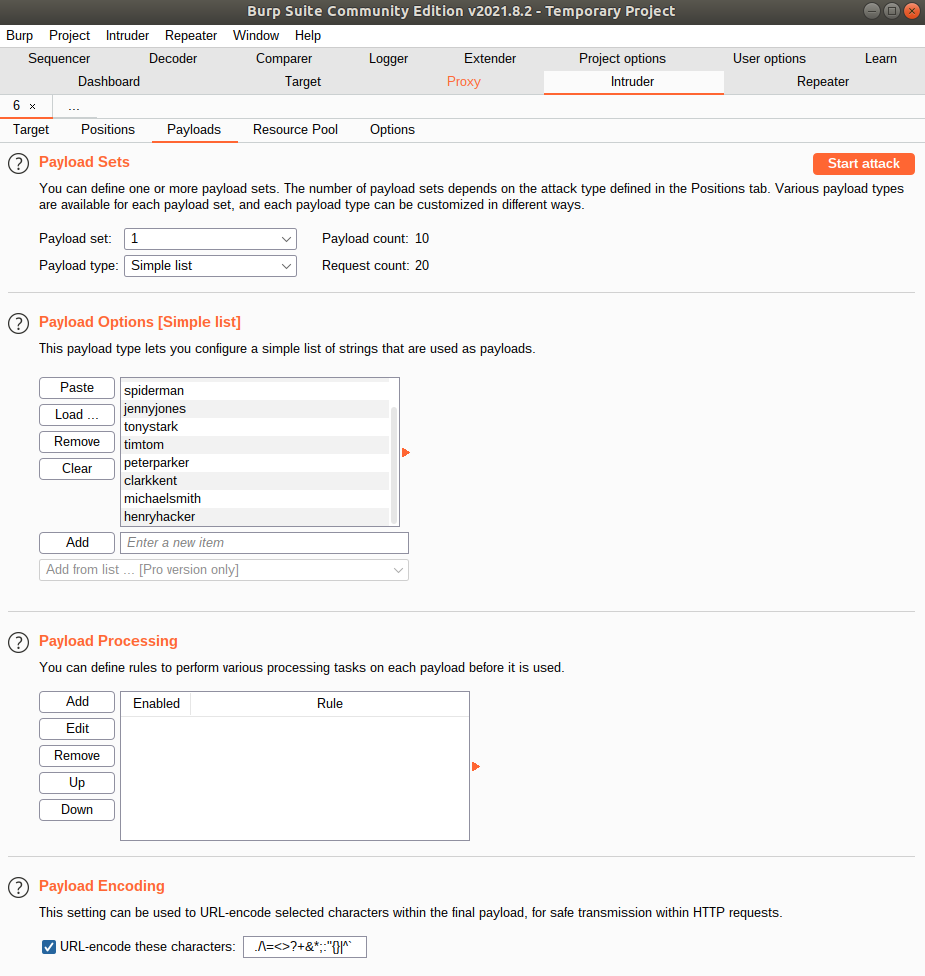 Burp Suite Community Edition v2021.8.2 - Temporary Project
Burp Project Intruder Repeater Window Help
Sequencer Decoder Comparer Logger Extender Project options User options Learn
Dashboard Target Proxy Intruder Repeater
6 × ...
Target Positions Payloads Resource Pool Options
? Payload Sets Start attack
You can define one or more payload sets. The number of payload sets depends on the attack type defined in the Positions tab. Various payload types
are available for each payload set, and each payload type can be customized in different ways.
Payload set: 1 Payload count: 10
Payload type: Simple list Request count: 20
? Payload Options [Simple list]
This payload type lets you configure a simple list of strings that are used as payloads.
Paste
Load ...
Remove
Clear
spiderman
jennyjones
tonystark
timtom
peterparker
clarkkent
michaelsmith
henryhacker
Add Enter a new item
Add from list ... [Pro version only]
? Payload Processing
You can define rules to perform various processing tasks on each payload before it is used.
Add
Edit
Remove
Up
Down
Enabled Rule
? Payload Encoding
This setting can be used to URL-encode selected characters within the final payload, for safe transmission within HTTP requests.
URL-encode these characters: ./\=<>?+&*;:"{}|^`